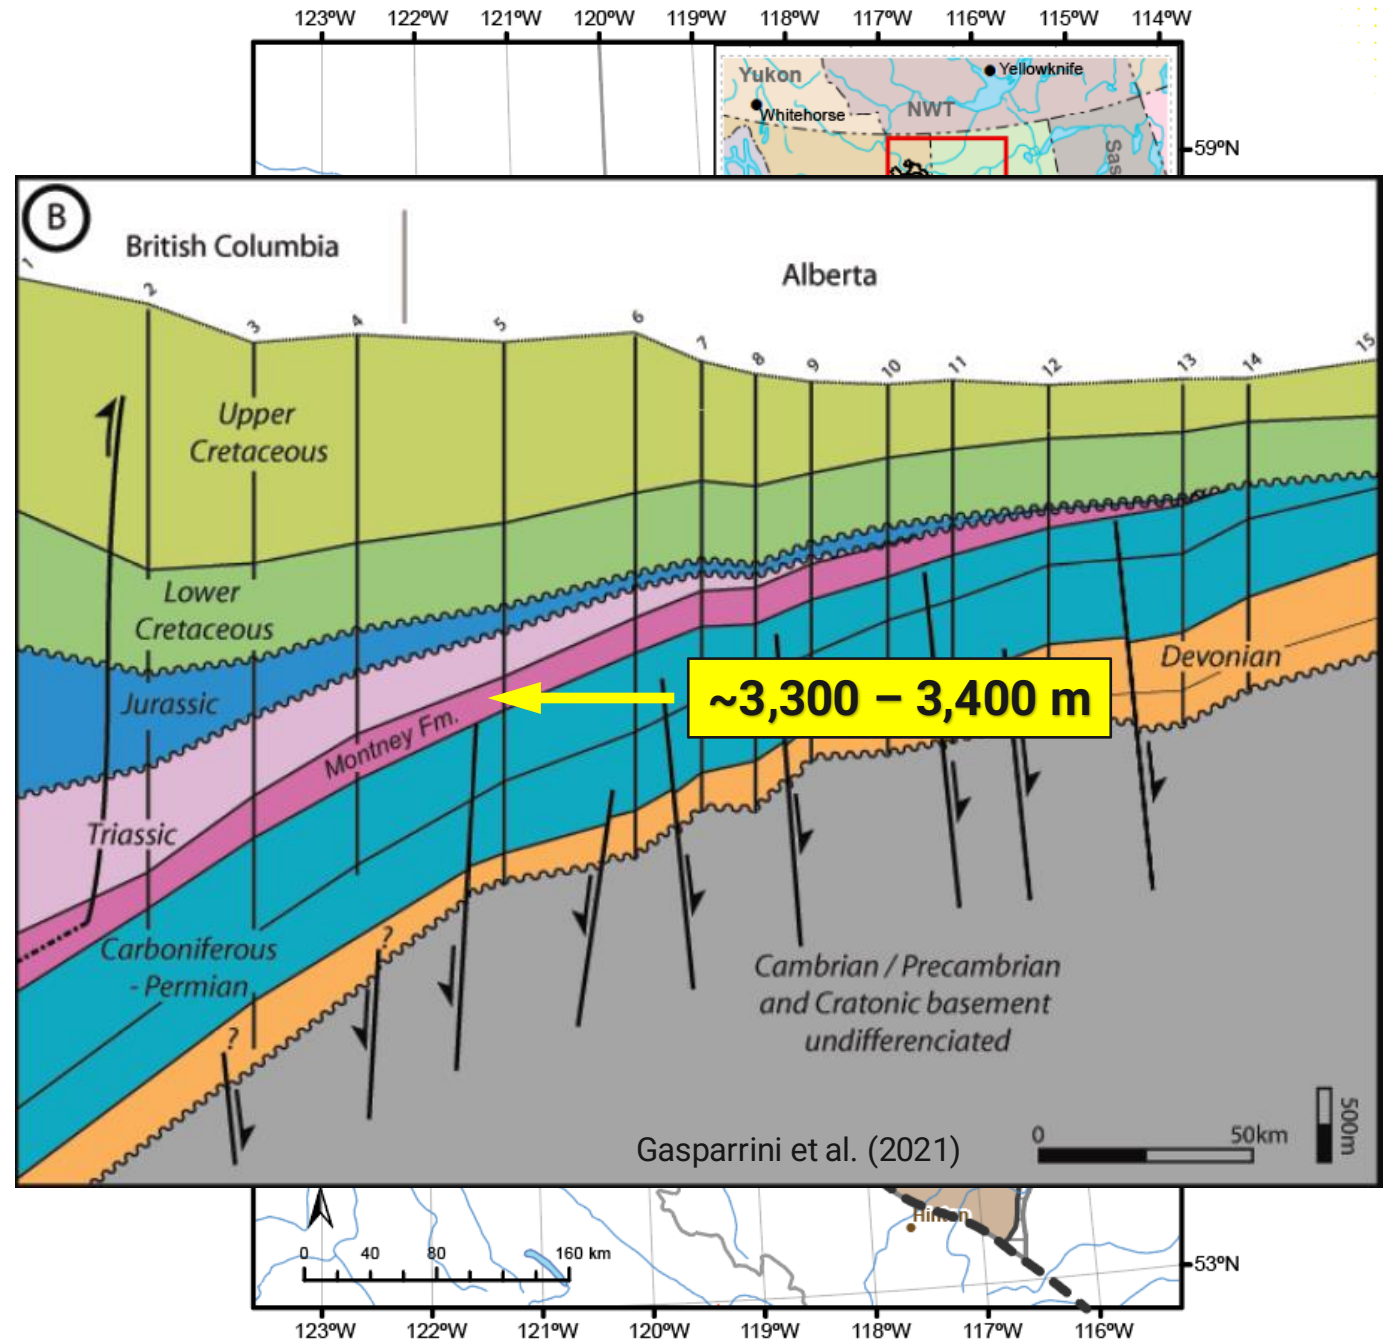 123ºW 122ºW 121ºW 120ºW 119ºW 118ºW 117ºW 116ºW 115ºW 114ºW
Yukon
Yellowknife
Whitehorse
NWT
Sas
59ºN
B
British Columbia
Alberta
1 2 3 4 5 6 7 8 9 10 11 12 13 14 15
Upper
Cretaceous
Lower
Cretaceous
Jurassic
Triassic
Montney Fm.
~3,300 – 3,400 m
Devonian
Carboniferous
- Permian
?
?
Cambrian / Precambrian
and Cratonic basement
undifferenciated
Gasparrini et al. (2021)
0 50km
500m
Hinton
0 40 80 160 km
53ºN
123ºW 122ºW 121ºW 120ºW 119ºW 118ºW 117ºW 116ºW